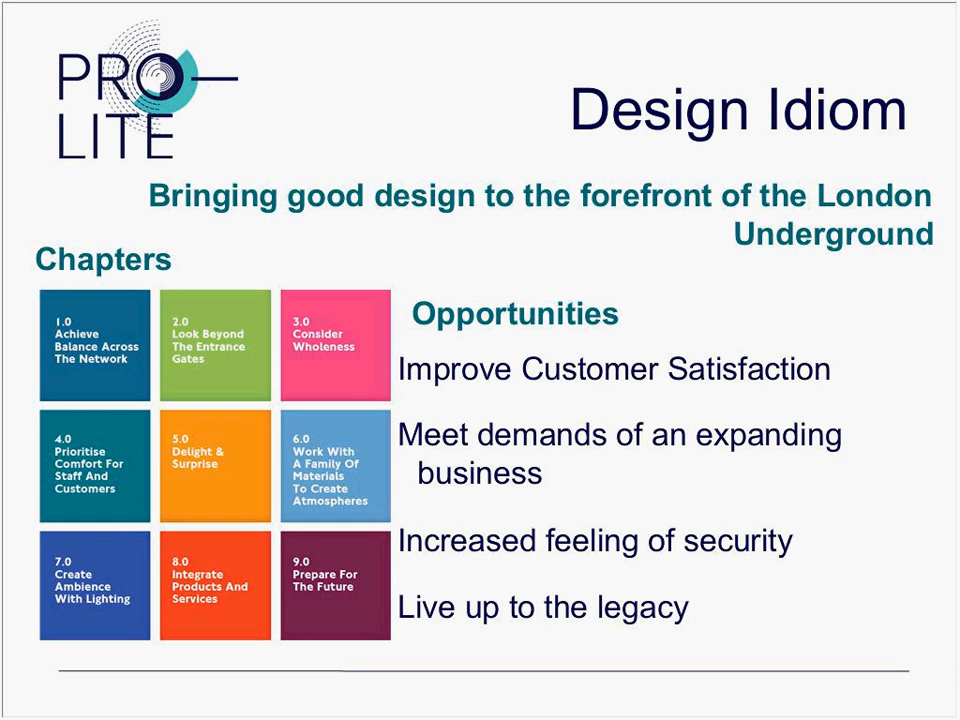 PRO
LITE
Design Idiom
Bringing good design to the forefront of the London
Underground
Chapters
1.0
Achieve
Balance Across
The Network
2.0
Look Beyond
The Entrance
Gates
3.0
Consider
Wholeness
4.0
Prioritise
Comfort For
Staff And
Customers
5.0
Delight &
Surprise
6.0
Work With
A Family Of
Materials
To Create
Atmospheres
7.0
Create
Ambience
With Lighting
8.0
Integrate
Products And
Services
9.0
Prepare For
The Future
Opportunities
Improve Customer Satisfaction
Meet demands of an expanding
business
Increased feeling of security
Live up to the legacy